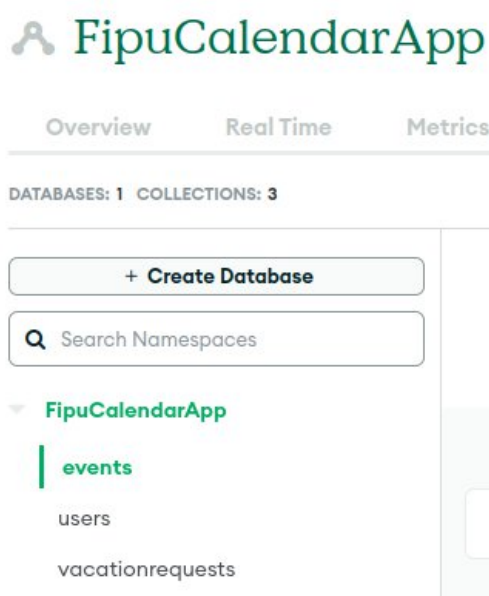 FipuCalendarApp
Overview Real Time Metrics
DATABASES: 1 COLLECTIONS: 3
+ Create Database
Search Namespaces
FipuCalendarApp
events
users
vacationrequests